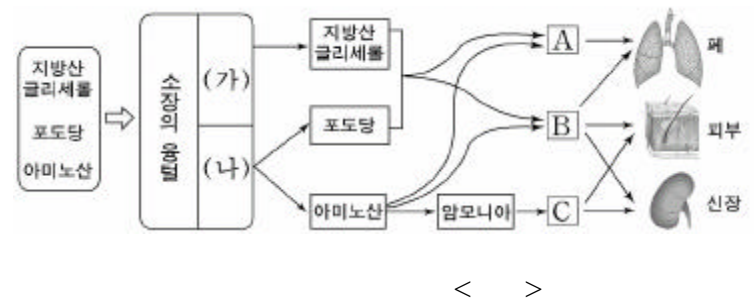 지방산
글리세롤
포도당
아미노산
소장의 융털
(가)
(나)
지방산
글리세롤
포도당
아미노산
암모니아
A
B
C
폐
피부
신장
< >